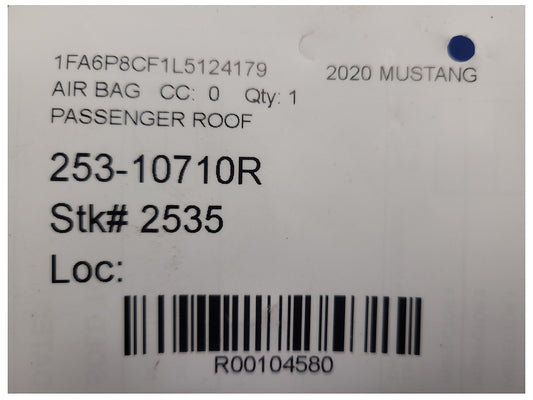 1FA6P8CF1L5124179 2020 MUSTANG
AIR BAG CC: 0 Qty: 1
PASSENGER ROOF
253-10710R
Stk# 2535
Loc:
R00104580